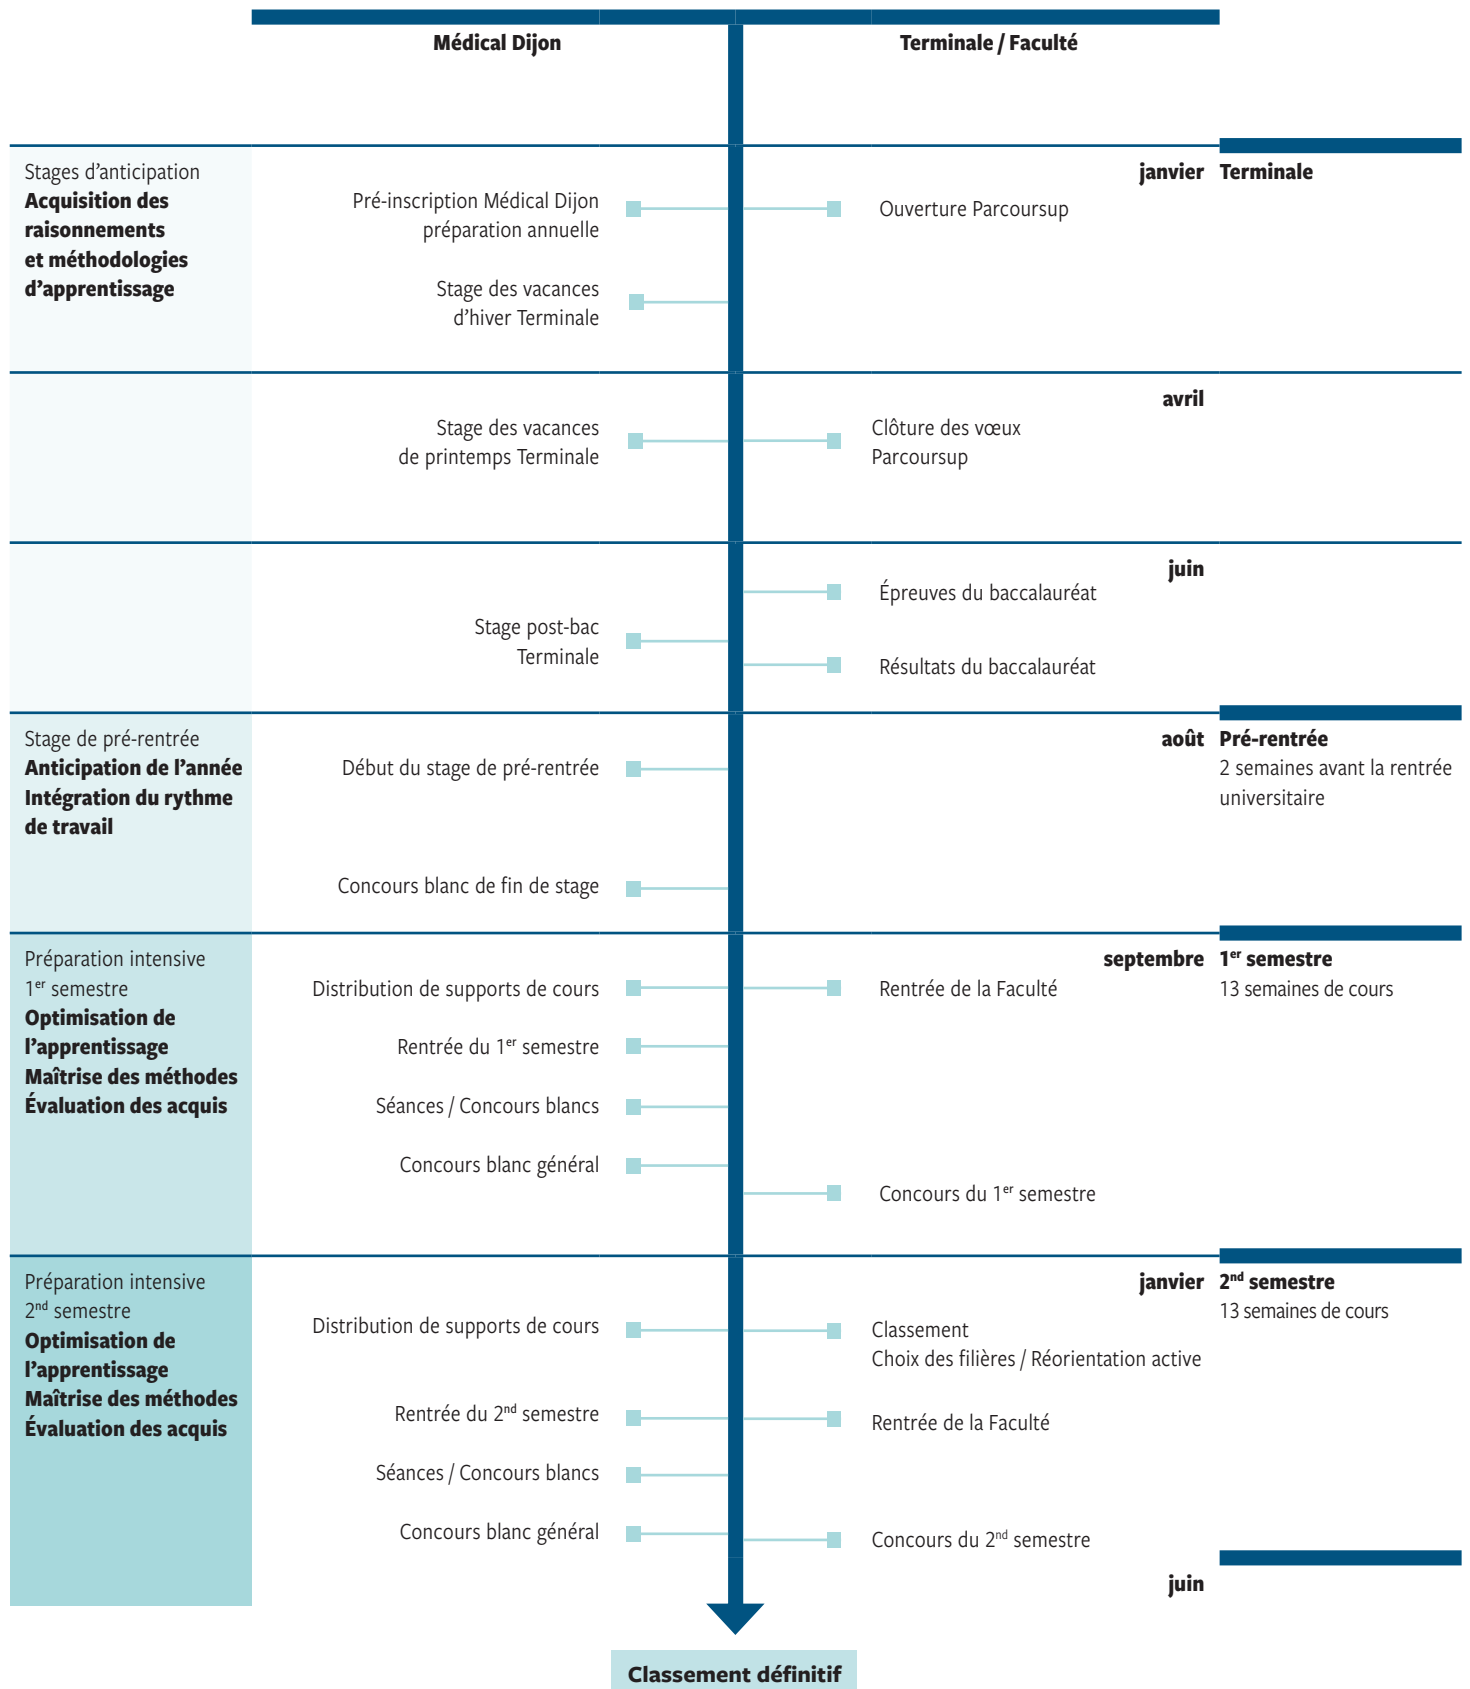 Médical Dijon
Terminale / Faculté
janvier
Terminale
Stages d’anticipation
Acquisition des
raisonnements
et méthodologies
d’apprentissage
Pré-inscription Médical Dijon
préparation annuelle
Ouverture Parcoursup
Stage des vacances
d’hiver Terminale
avril
Stage des vacances
de printemps Terminale
Clôture des vœux
Parcoursup
juin
Épreuves du baccalauréat
Stage post-bac
Terminale
Résultats du baccalauréat
août
Pré-rentrée
2 semaines avant la rentrée
universitaire
Stage de pré-rentrée
Anticipation de l’année
Intégration du rythme
de travail
Début du stage de pré-rentrée
Concours blanc de fin de stage
septembre
1er semestre
13 semaines de cours
Préparation intensive
1er semestre
Optimisation de
l’apprentissage
Maîtrise des méthodes
Évaluation des acquis
Distribution de supports de cours
Rentrée de la Faculté
Rentrée du 1er semestre
Séances / Concours blancs
Concours blanc général
Concours du 1er semestre
janvier
2nd semestre
13 semaines de cours
Préparation intensive
2nd semestre
Optimisation de
l’apprentissage
Maîtrise des méthodes
Évaluation des acquis
Distribution de supports de cours
Classement
Choix des filières / Réorientation active
Rentrée du 2nd semestre
Rentrée de la Faculté
Séances / Concours blancs
Concours blanc général
Concours du 2nd semestre
juin
Classement définitif